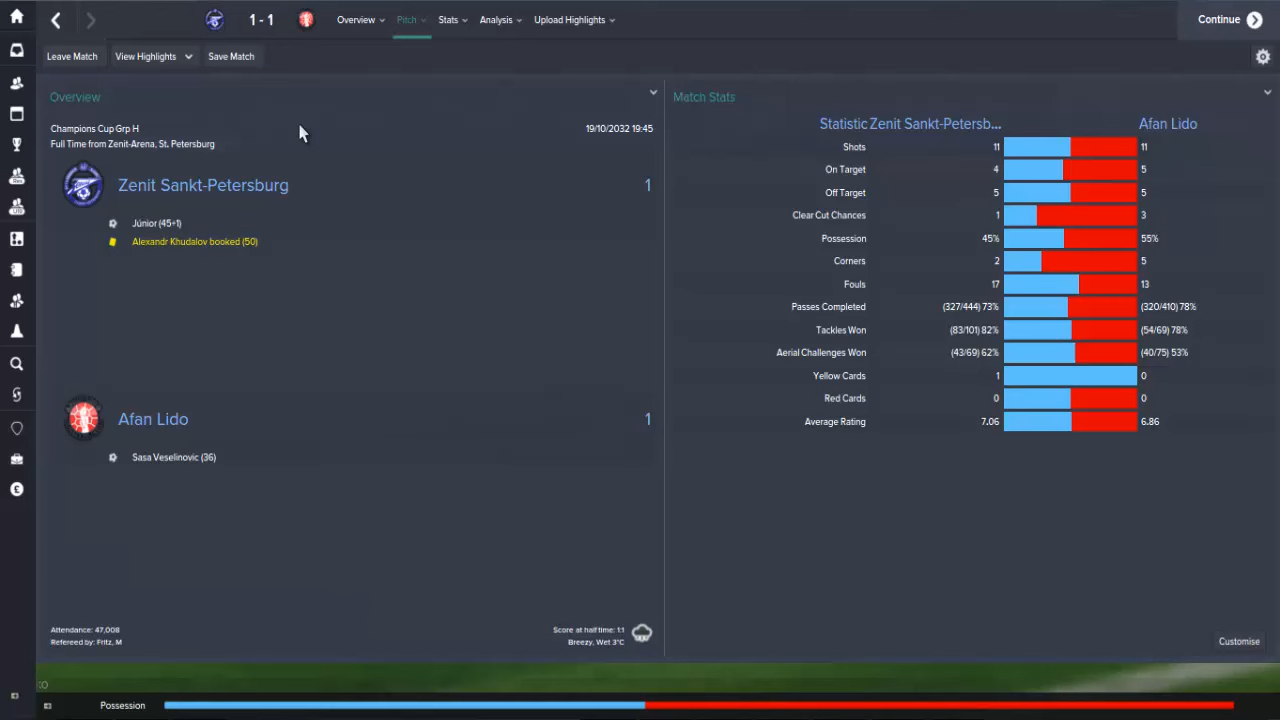 1 - 1
Overview
Pitch
Stats
Analysis
Upload Highlights
Continue
Leave Match
View Highlights
Save Match
Overview
Champions Cup Grp H
19/10/2032 19:45
Full Time from Zenit-Arena, St. Petersburg
Zenit Sankt-Petersburg 1
Júnior (45+1)
Alexandr Khudalov booked (50)
Afan Lido 1
Sasa Veselinovic (36)
Attendance: 47,008
Refereed by: Fritz, M
Score at half time: 1:1
Breezy, Wet 3°C
Match Stats
Statistic Zenit Sankt-Petersb... Afan Lido
Shots 11 11
On Target 4 5
Off Target 5 5
Clear Cut Chances 1 3
Possession 45% 55%
Corners 2 5
Fouls 17 13
Passes Completed (327/444) 73% (320/410) 78%
Tackles Won (83/101) 82% (54/69) 78%
Aerial Challenges Won (43/69) 62% (40/75) 53%
Yellow Cards 1 0
Red Cards 0 0
Average Rating 7.06 6.86
Customise
Possession